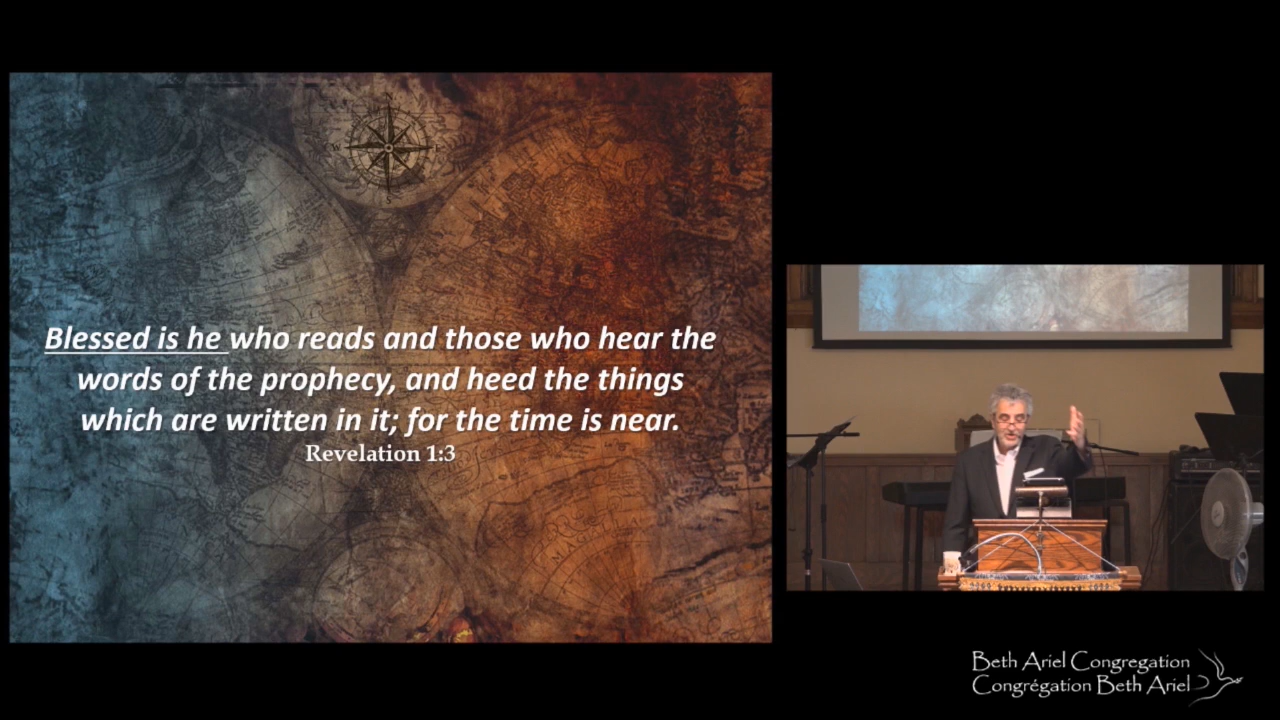 N
W
E
S
Blessed is he who reads and those who hear the
words of the prophecy, and heed the things
which are written in it; for the time is near.
Revelation 1:3
Beth Ariel Congregation
Congrégation Beth Ariel